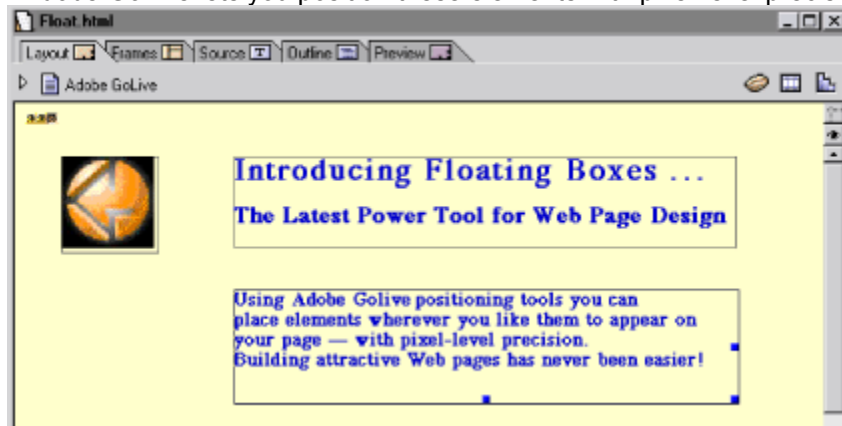 Float.html
Layout Frames Source Outline Preview
Adobe GoLive
Introducing Floating Boxes ...
The Latest Power Tool for Web Page Design
Using Adobe Golive positioning tools you can
place elements wherever you like them to appear on
your page — with pixel-level precision.
Building attractive Web pages has never been easier!